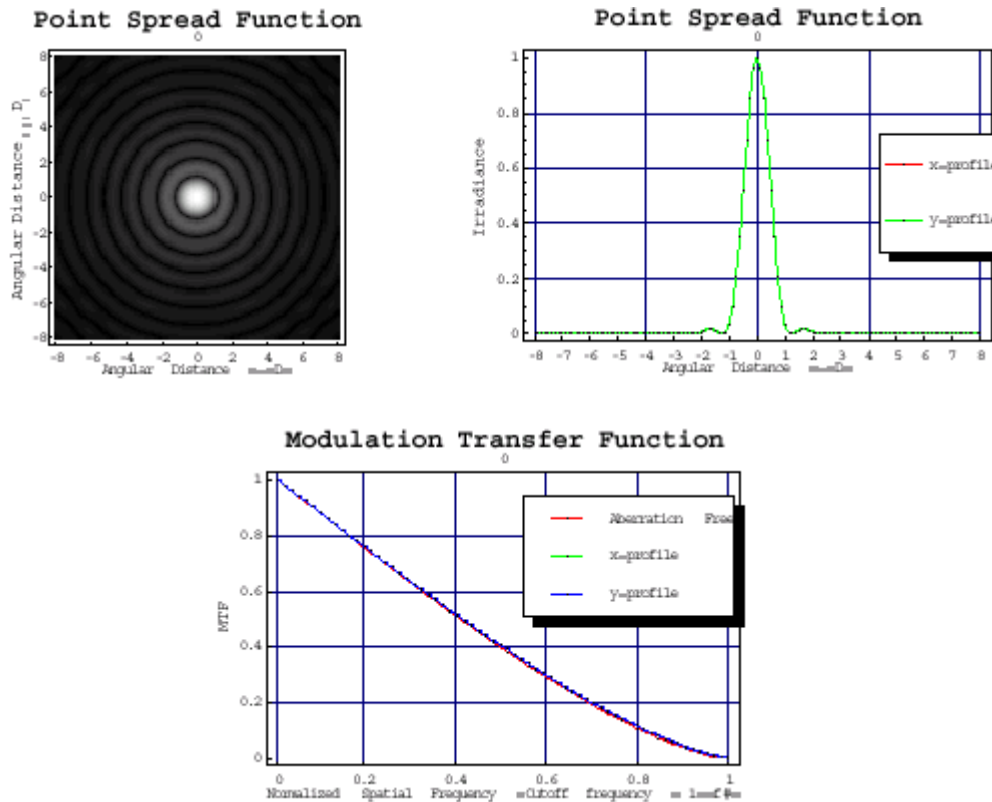 Point Spread Function
0
8
6
4
2
0
-2
-4
-6
-8
Angular Distance
-8 -6 -4 -2 0 2 4 6 8
Angular Distance
Point Spread Function
0
1
0.8
0.6
0.4
0.2
0
Irradiance
x=profile
y=profile
-8 -7 -6 -5 -4 -3 -2 -1 0 1 2 3 4 5 6 7 8
Angular Distance
Modulation Transfer Function
0
1
0.8
0.6
0.4
0.2
0
MTF
Aberration Free
x=profile
y=profile
0 0.2 0.4 0.6 0.8 1
Normalized Spatial Frequency Cutoff frequency